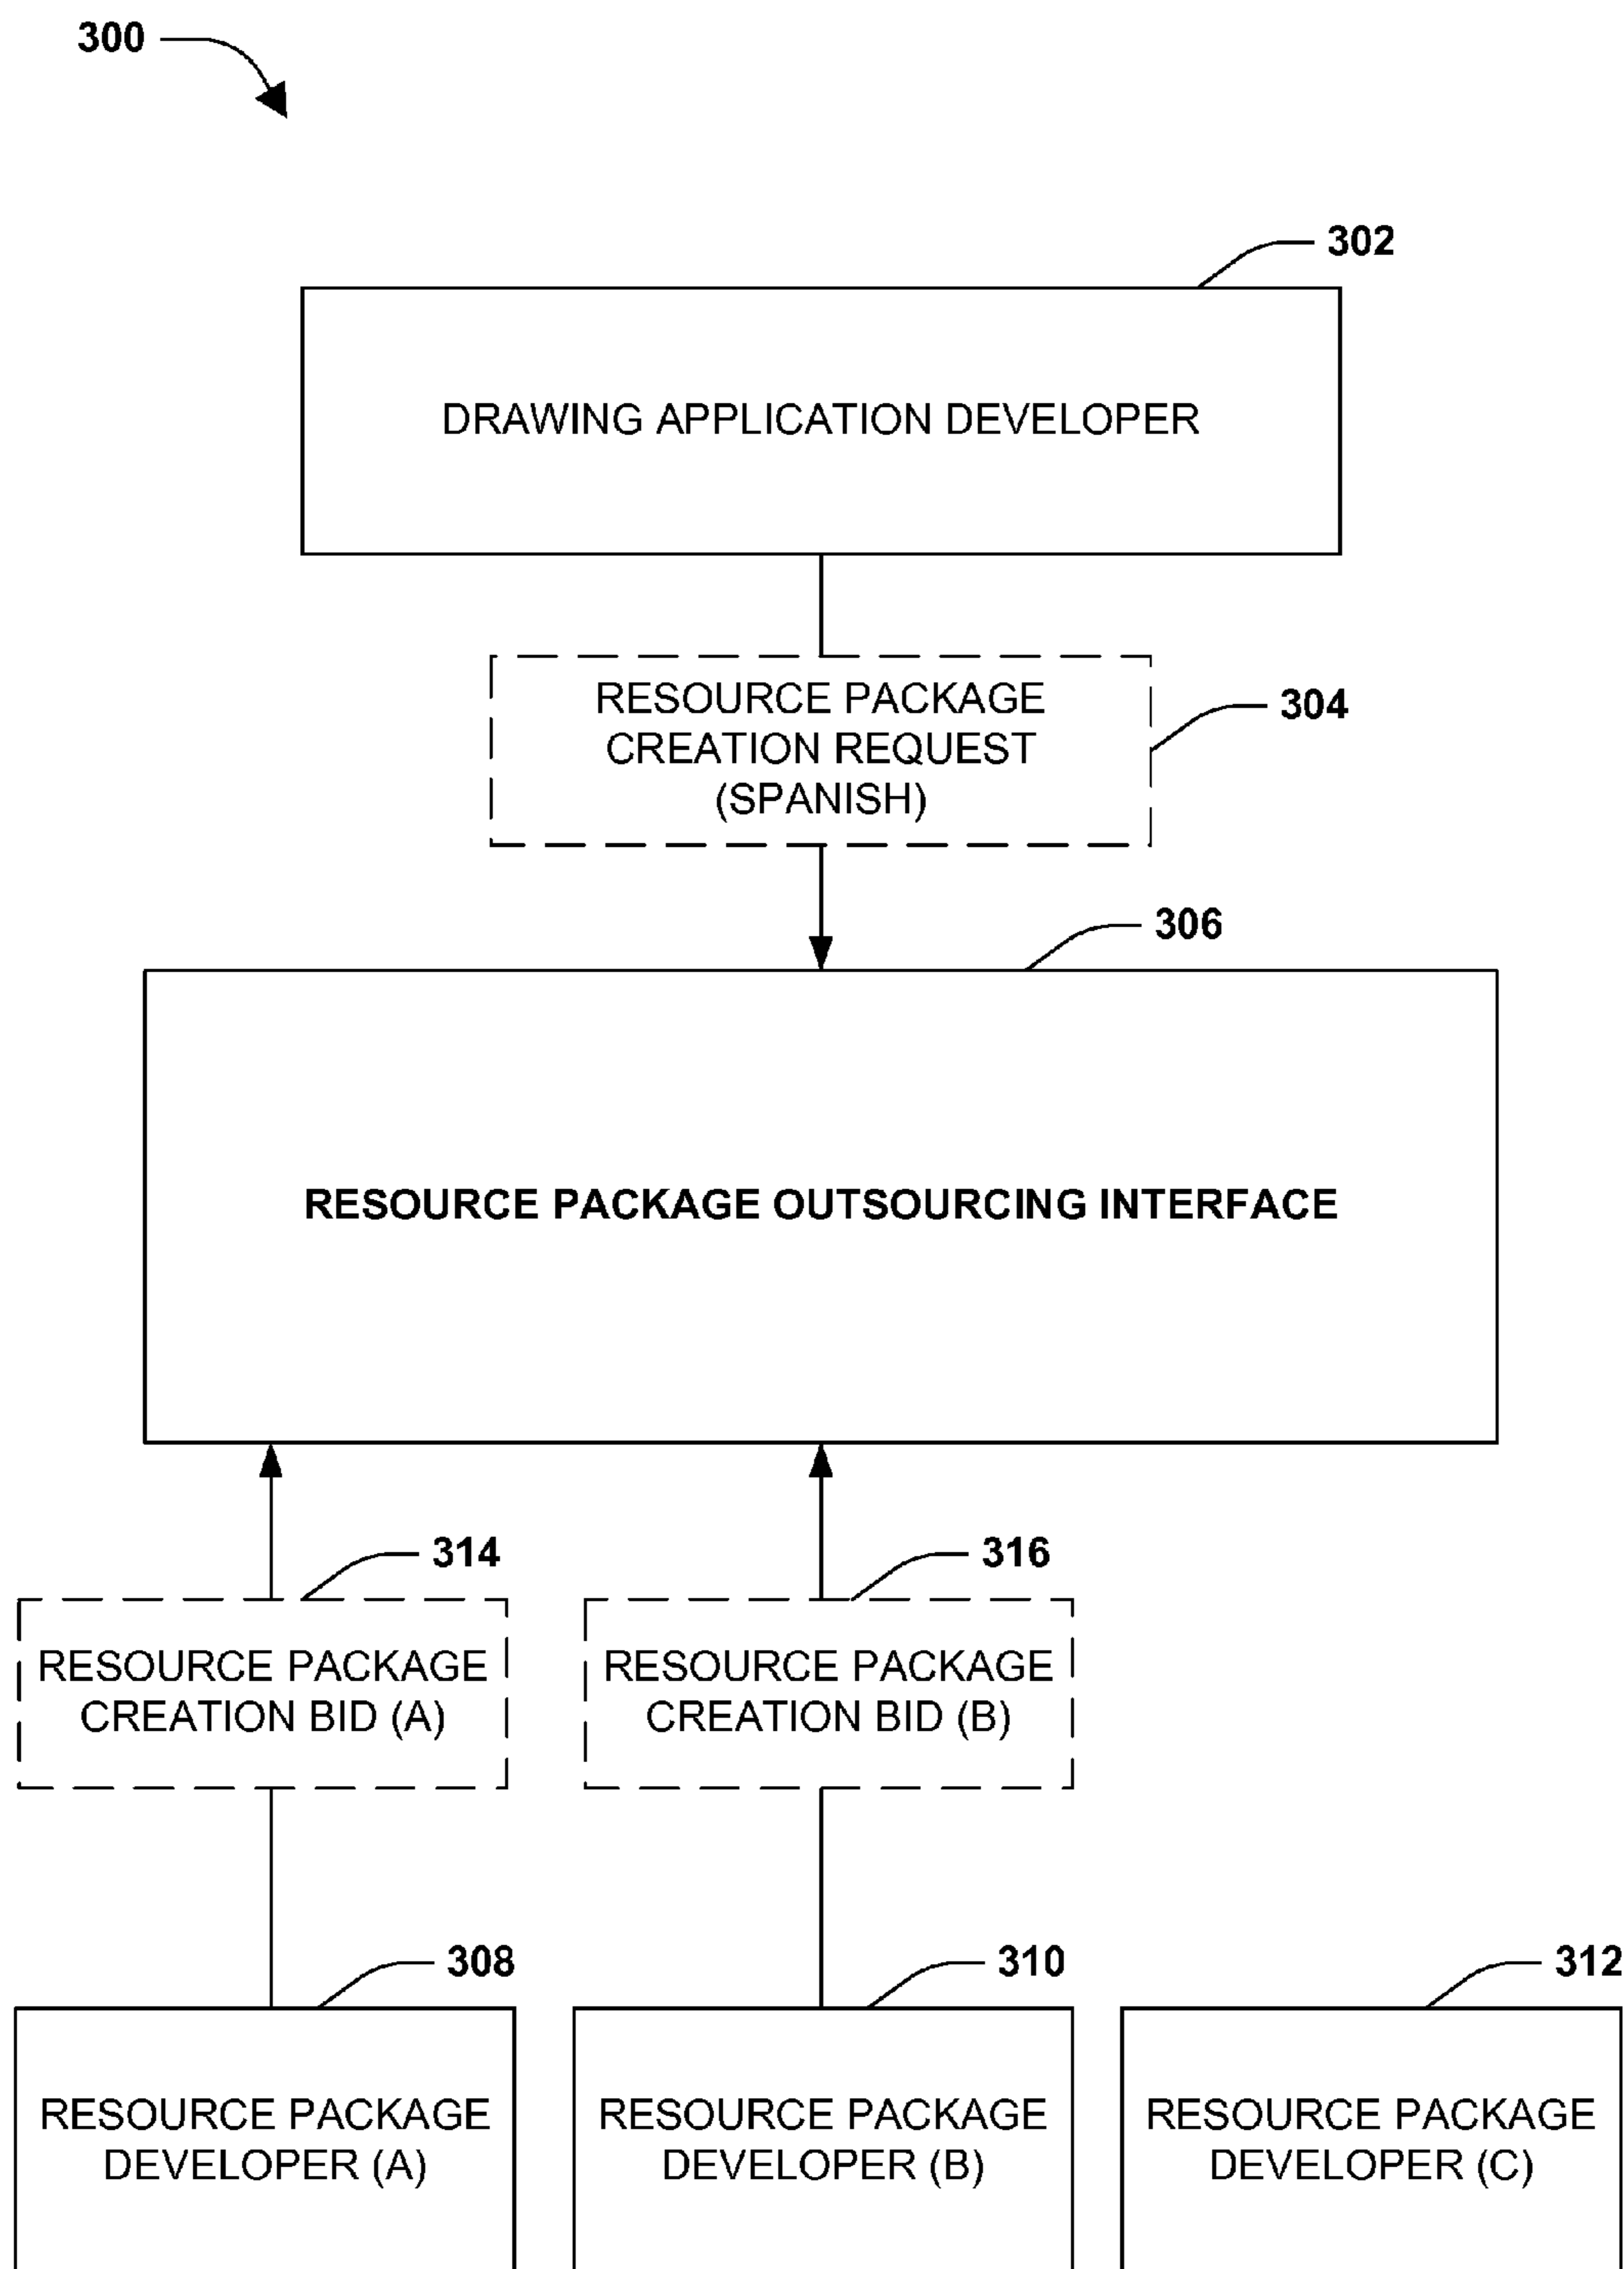 300
302
DRAWING APPLICATION DEVELOPER
RESOURCE PACKAGE
CREATION REQUEST
(SPANISH)
304
306
RESOURCE PACKAGE OUTSOURCING INTERFACE
314
316
RESOURCE PACKAGE
CREATION BID (A)
RESOURCE PACKAGE
CREATION BID (B)
308
310
312
RESOURCE PACKAGE
DEVELOPER (A)
RESOURCE PACKAGE
DEVELOPER (B)
RESOURCE PACKAGE
DEVELOPER (C)